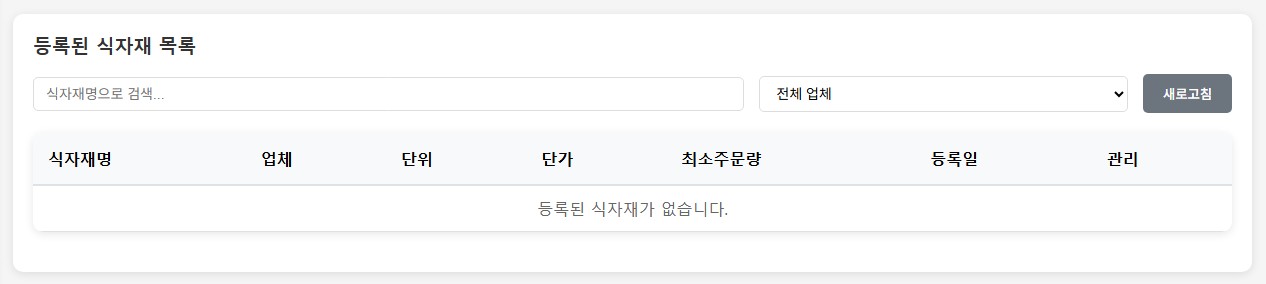 등록된 식자재 목록
식자재명으로 검색...
전체 업체
새로고침
식자재명 업체 단위 단가 최소주문량 등록일 관리
등록된 식자재가 없습니다.